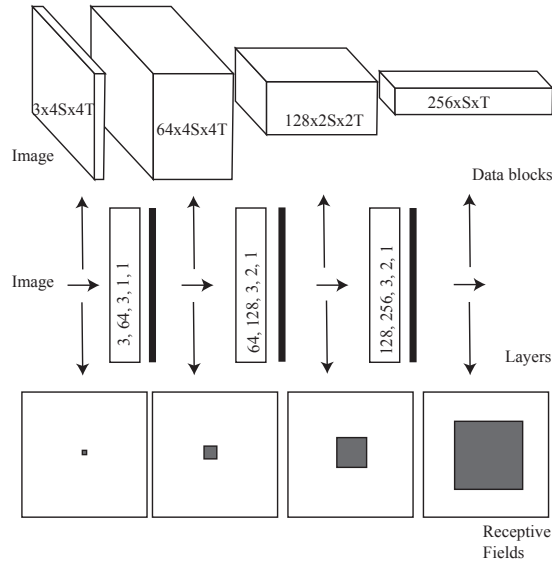 3x4Sx4T
64x4Sx4T
128x2Sx2T
256xSxT
Image
Data blocks
Image
3, 64, 3, 1, 1
64, 128, 3, 2, 1
128, 256, 3, 2, 1
Layers
Receptive
Fields